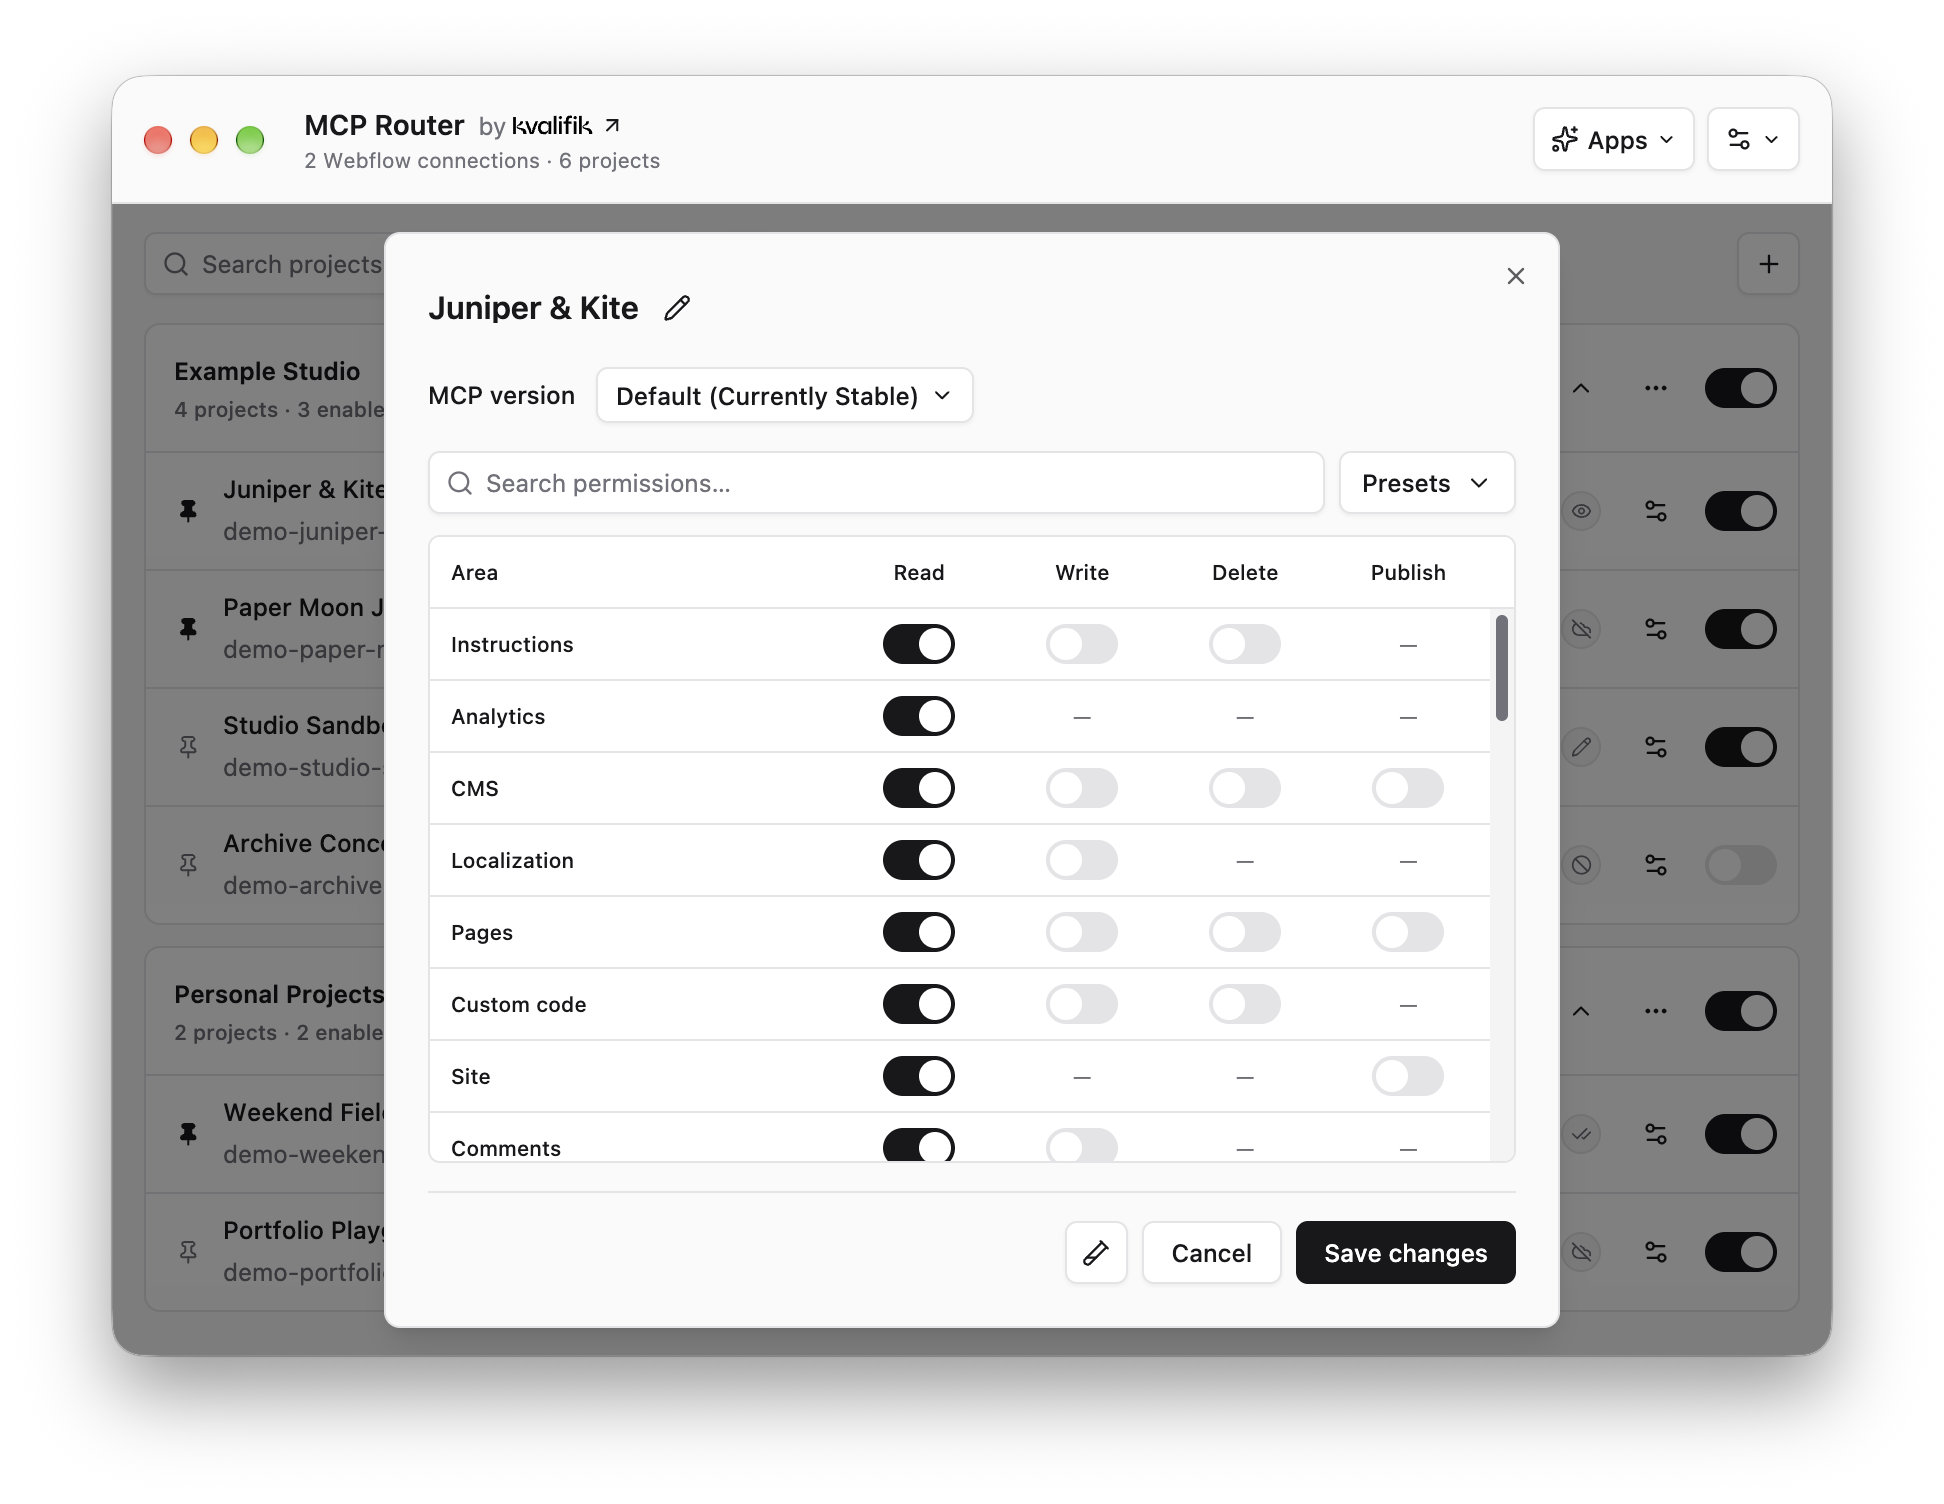 MCP Router by kvalifik
2 Webflow connections · 6 projects
Apps
Search projects
Example Studio
4 projects · 3 enable
Juniper & Kite
demo-juniper-
Paper Moon J
demo-paper-
Studio Sandb
demo-studio-
Archive Conc
demo-archive
Personal Projects
2 projects · 2 enable
Weekend Fiel
demo-weeken
Portfolio Play
demo-portfoli
Juniper & Kite
MCP version
Default (Currently Stable)
Search permissions...
Presets
Area Read Write Delete Publish
Instructions —
Analytics — — —
CMS
Localization — —
Pages
Custom code —
Site — —
Comments — —
Cancel
Save changes